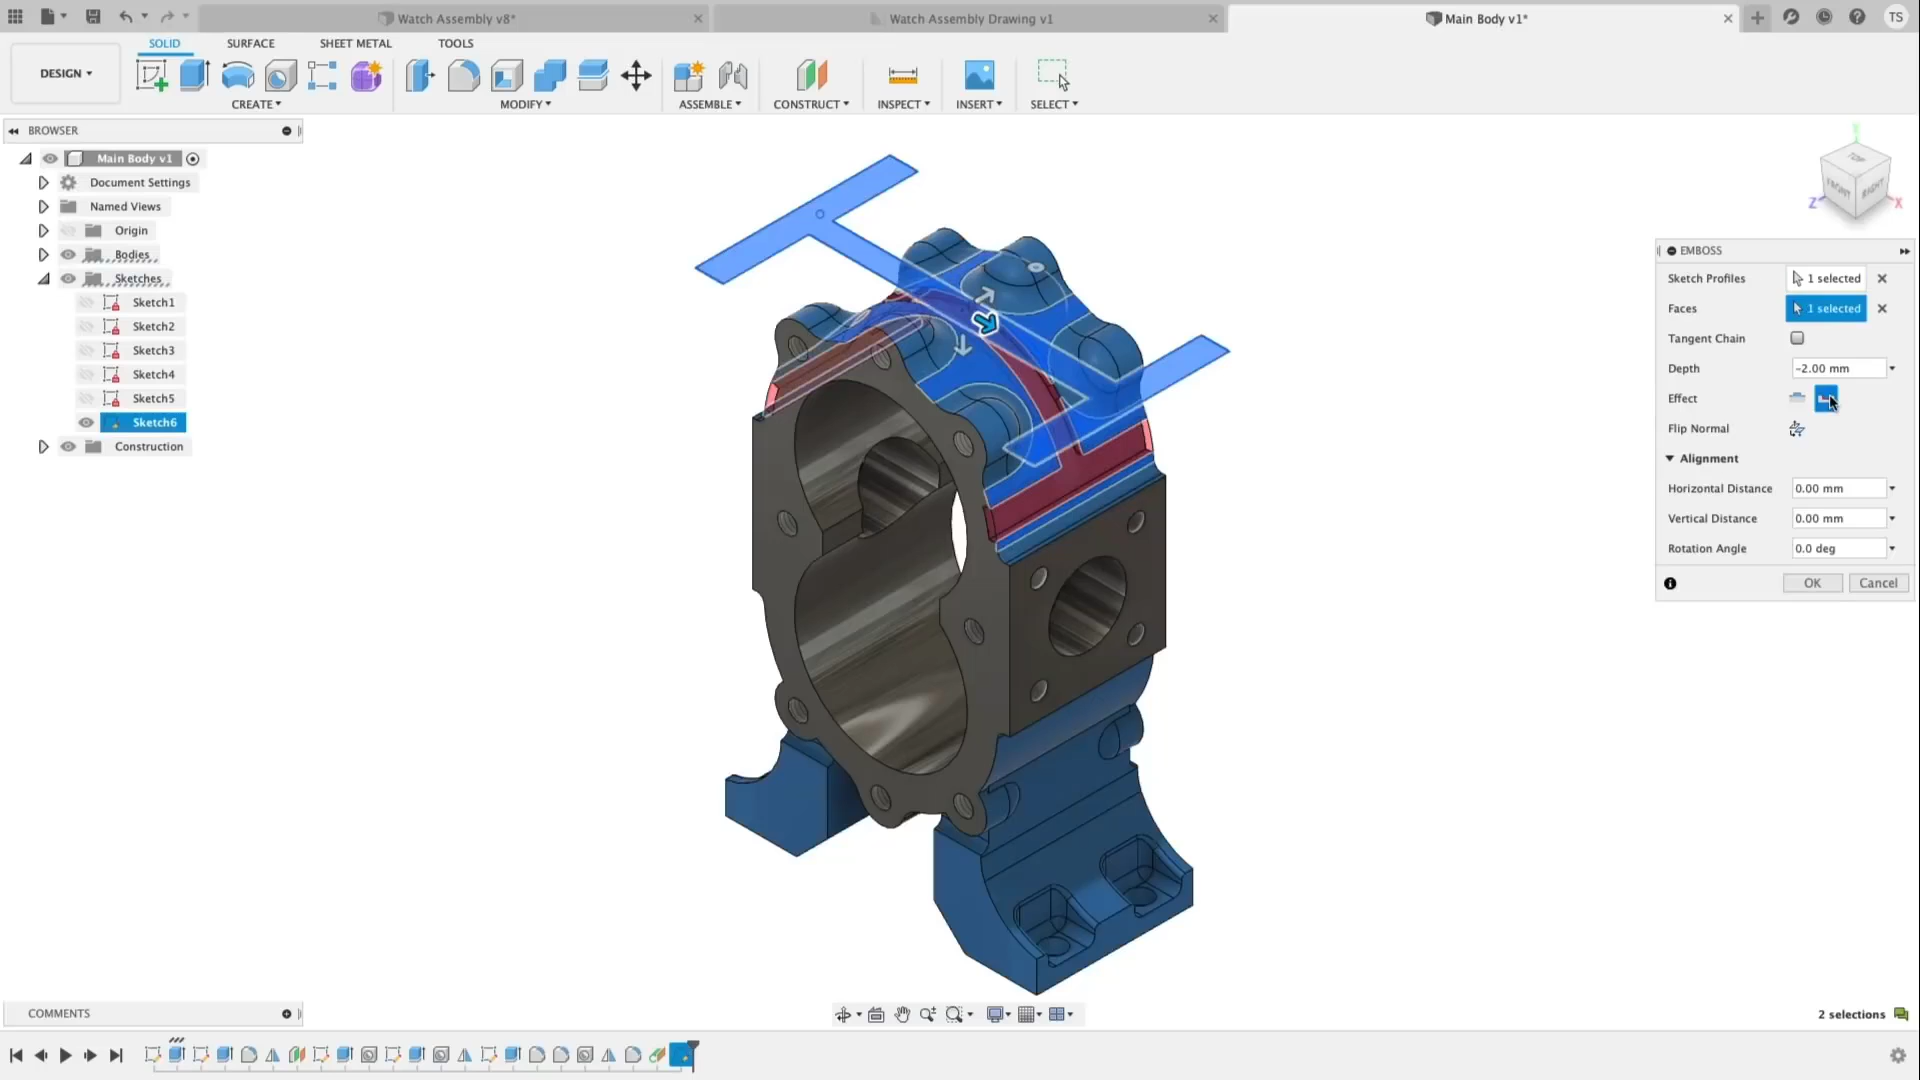 Watch Assembly v8*
Watch Assembly Drawing v1
Main Body v1*
TS
SOLID
SURFACE
SHEET METAL
TOOLS
DESIGN
CREATE
MODIFY
ASSEMBLE
CONSTRUCT
INSPECT
INSERT
SELECT
BROWSER
Main Body v1
Document Settings
Named Views
Origin
Bodies
Sketches
Sketch1
Sketch2
Sketch3
Sketch4
Sketch5
Sketch6
Construction
Y
TOP
FRONT
RIGHT
Z
X
EMBOSS
Sketch Profiles
1 selected
Faces
1 selected
Tangent Chain
Depth
-2.00 mm
Effect
Flip Normal
Alignment
Horizontal Distance
0.00 mm
Vertical Distance
0.00 mm
Rotation Angle
0.0 deg
OK
Cancel
COMMENTS
2 selections